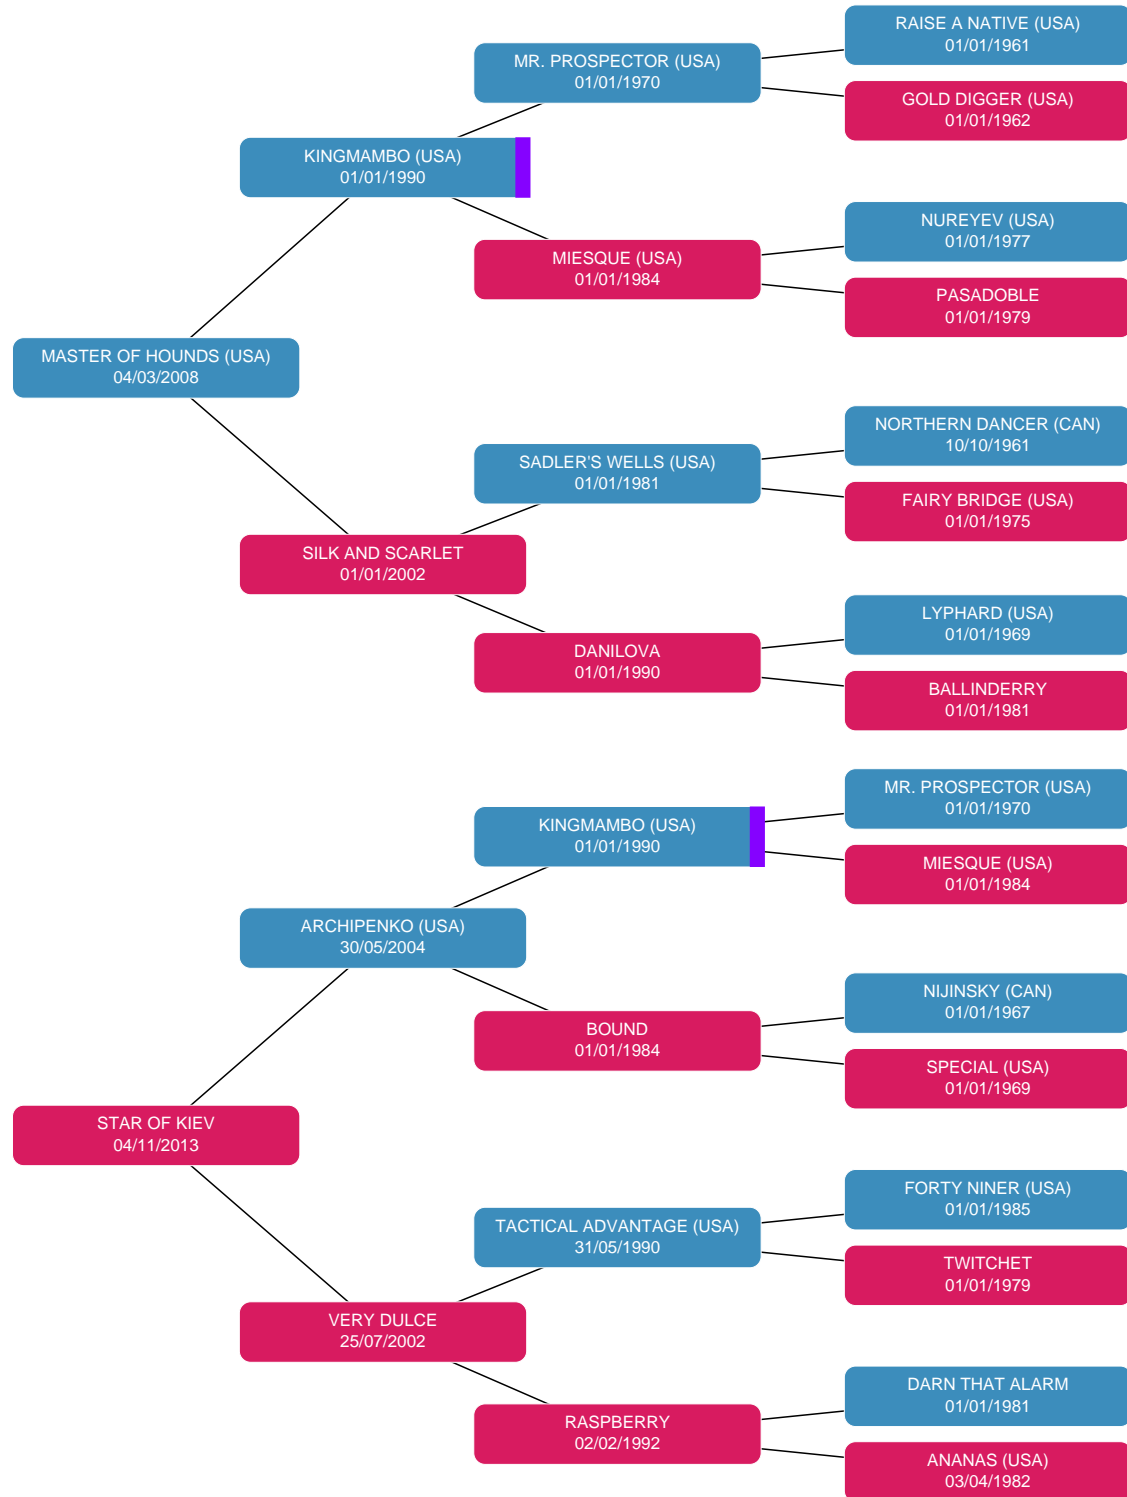 RAISE A NATIVE (USA)
01/01/1961
MR. PROSPECTOR (USA)
01/01/1970
GOLD DIGGER (USA)
01/01/1962
KINGMAMBO (USA)
01/01/1990
NUREYEV (USA)
01/01/1977
MIESQUE (USA)
01/01/1984
PASADOBLE
01/01/1979
MASTER OF HOUNDS (USA)
04/03/2008
NORTHERN DANCER (CAN)
10/10/1961
SADLER'S WELLS (USA)
01/01/1981
FAIRY BRIDGE (USA)
01/01/1975
SILK AND SCARLET
01/01/2002
LYPHARD (USA)
01/01/1969
DANILOVA
01/01/1990
BALLINDERRY
01/01/1981
MR. PROSPECTOR (USA)
01/01/1970
KINGMAMBO (USA)
01/01/1990
MIESQUE (USA)
01/01/1984
ARCHIPENKO (USA)
30/05/2004
NIJINSKY (CAN)
01/01/1967
BOUND
01/01/1984
SPECIAL (USA)
01/01/1969
STAR OF KIEV
04/11/2013
FORTY NINER (USA)
01/01/1985
TACTICAL ADVANTAGE (USA)
31/05/1990
TWITCHET
01/01/1979
VERY DULCE
25/07/2002
DARN THAT ALARM
01/01/1981
RASPBERRY
02/02/1992
ANANAS (USA)
03/04/1982